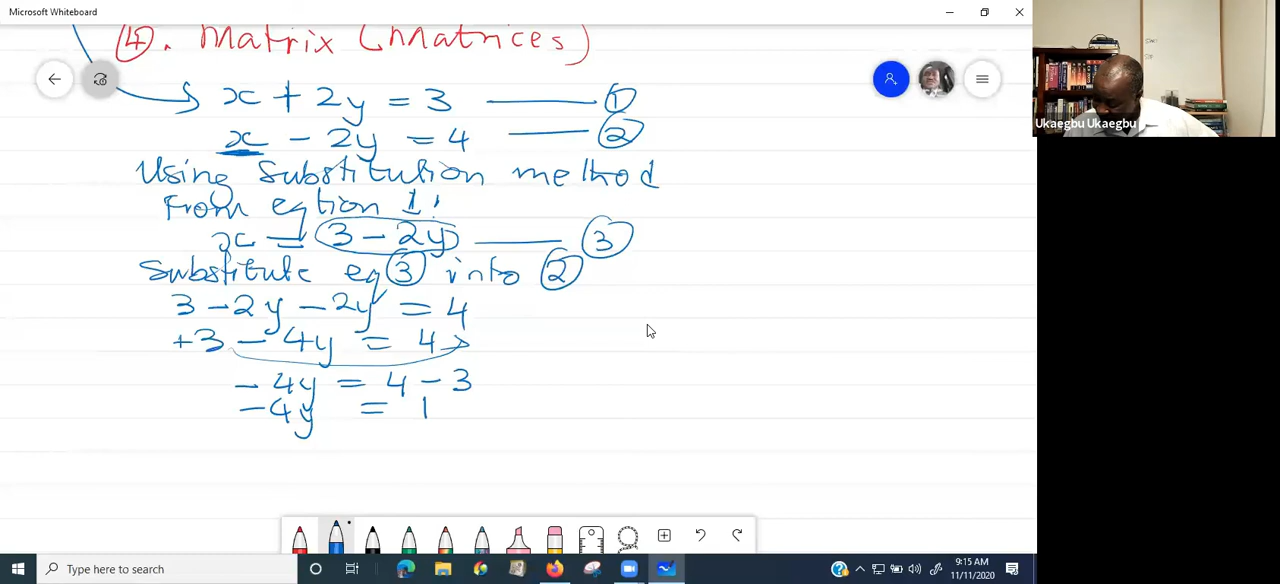 Microsoft Whiteboard
④. Matrix (Matrices)
x + 2y = 3 ——— ①
x - 2y = 4 ——— ②
Using Substitution method
From eqtion 1:
x = 3 - 2y ——— ③
Substitute eq ③ into ②
3 - 2y - 2y = 4
+3 - 4y = 4
-4y = 4 - 3
-4y = 1
Ukaegbu Ukaegbu
Type here to search
9:15 AM
11/11/2020